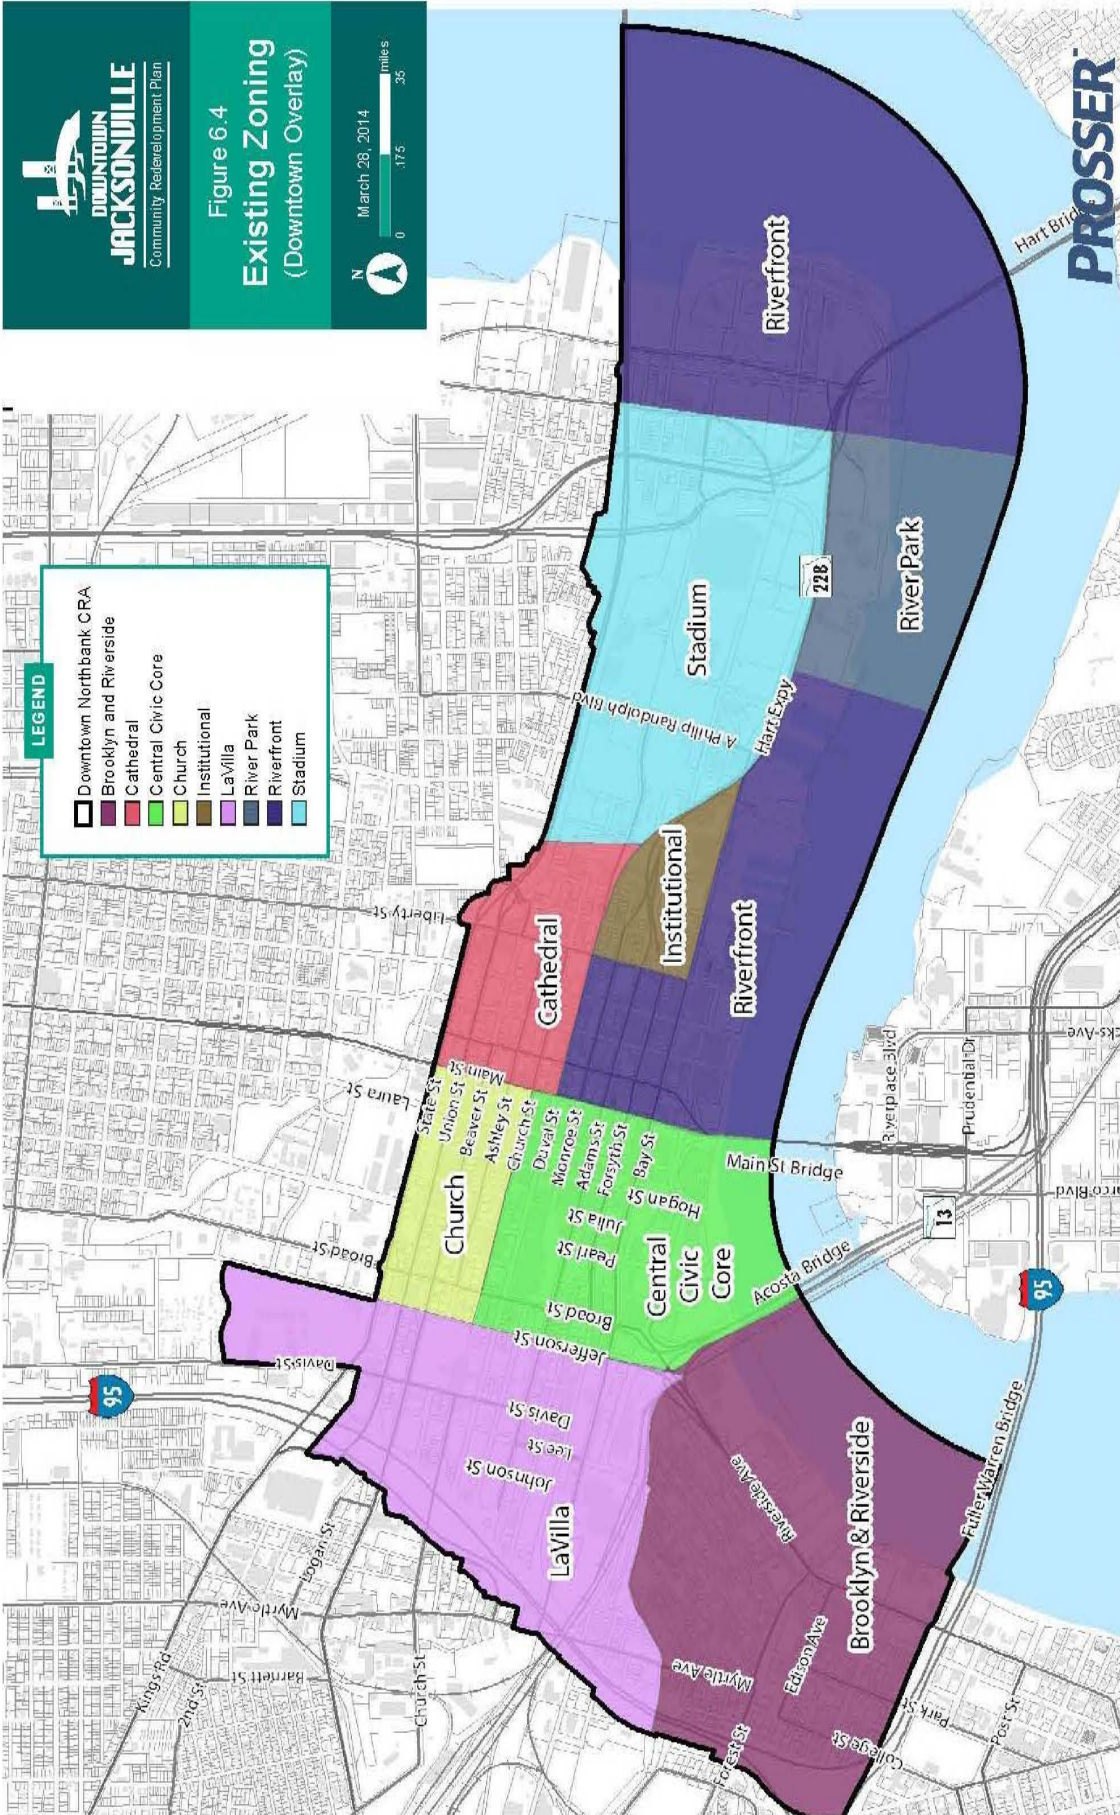 DOWNTOWN
JACKSONVILLE
Community Redevelopment Plan
Figure 6.4
Existing Zoning
(Downtown Overlay)
March 28, 2014
N
0 .175 .35
miles
LEGEND
Downtown Northbank CRA
Brooklyn and Riverside
Cathedral
Central Civic Core
Church
Institutional
LaVilla
River Park
Riverfront
Stadium
95
Kings Rd
2nd St
Barnett St
Myrtle Ave
Logan St
Church St
Davis St
Broad St
Laura St
Liberty St
State St
Union St
Beaver St
Ashley St
Church St
Duval St
Monroe St
Adams St
Forsyth St
Bay St
Main St
Church
Cathedral
LaVilla
Johnson St
Lee St
Davis St
Jefferson St
Broad St
Pearl St
Julia St
Hogan St
Central
Civic
Core
Institutional
Riverfront
Stadium
A Phillip Randolph Blvd
Hart Expy
228
River Park
Riverfront
Hart Bridge
Myrtle Ave
Forest St
Edison Ave
Riverside Ave
Brooklyn & Riverside
College St
Park St
Post St
Fuller Warren Bridge
Acosta Bridge
Main St Bridge
13
95
Riverplace Blvd
Prudential Dr
PROSSER